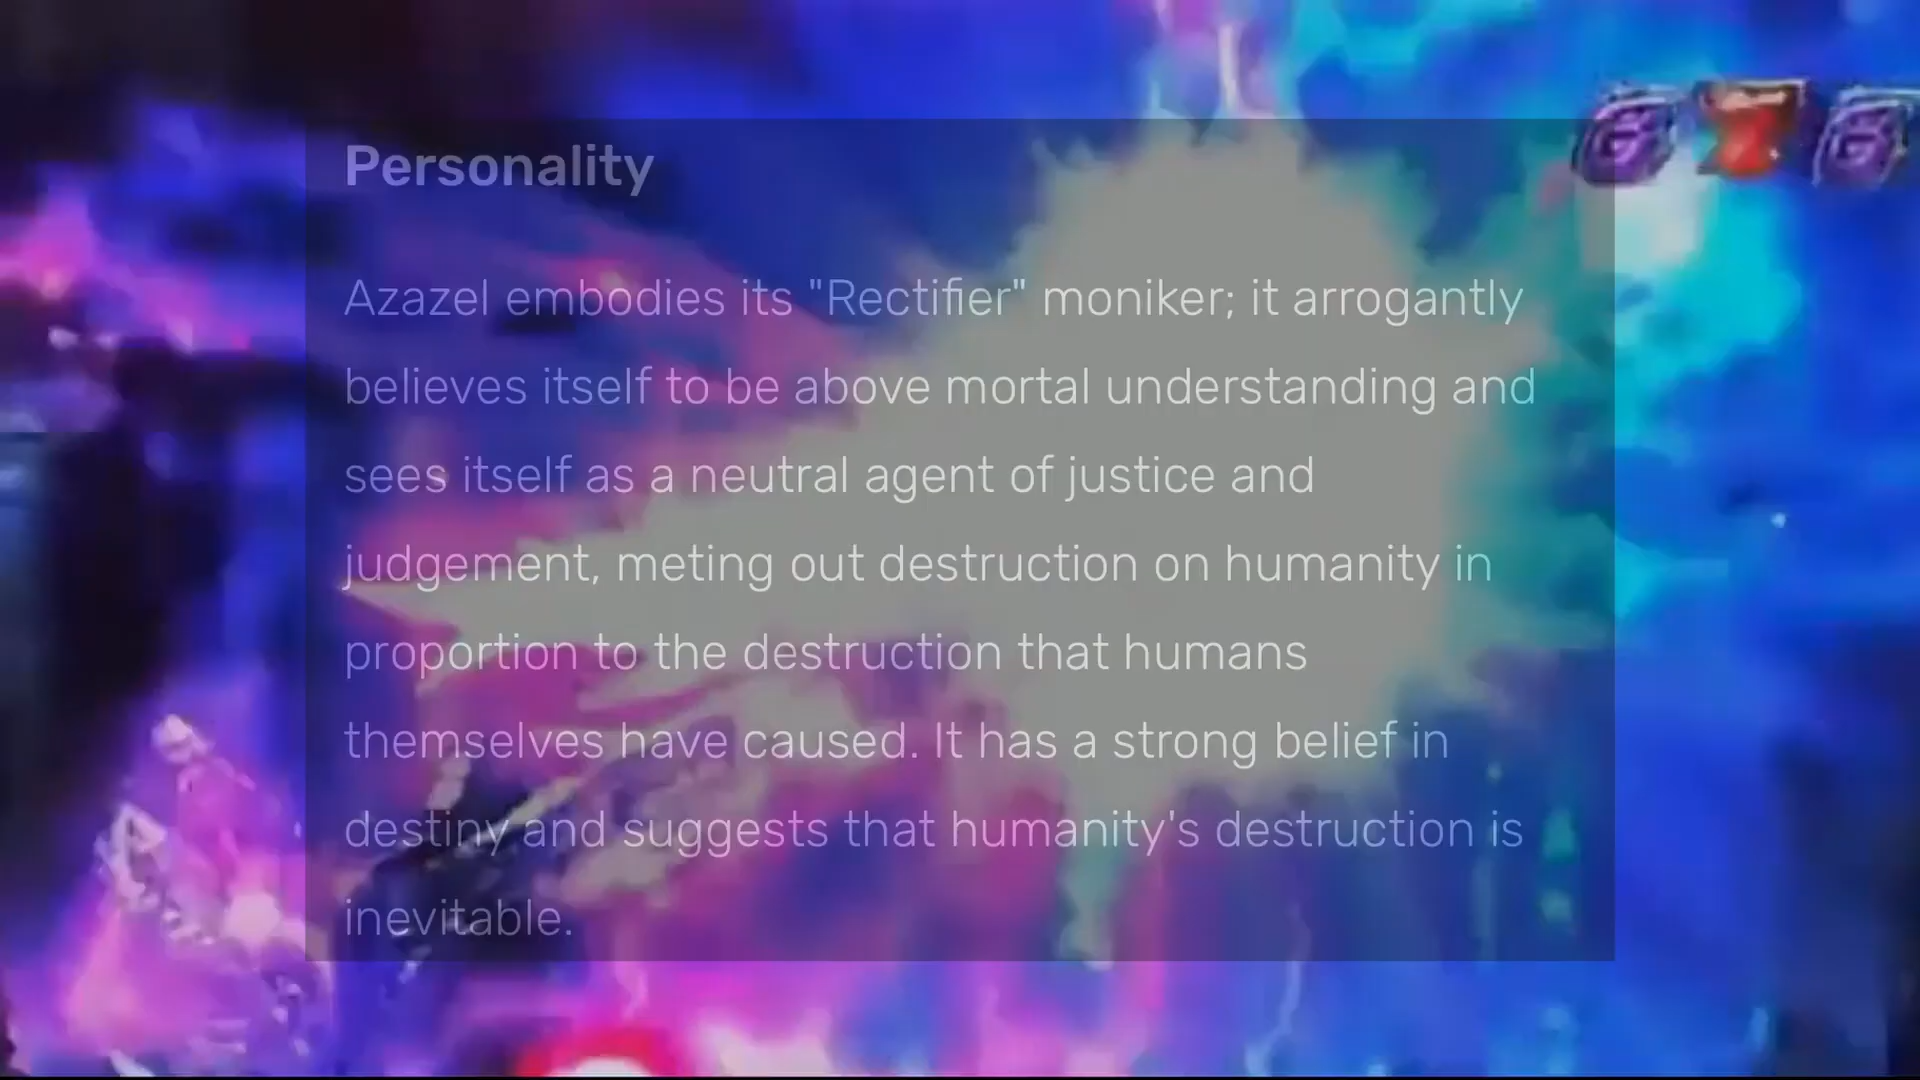 Personality
Azazel embodies its "Rectifier" moniker; it arrogantly
believes itself to be above mortal understanding and
sees itself as a neutral agent of justice and
judgement, meting out destruction on humanity in
proportion to the destruction that humans
themselves have caused. It has a strong belief in
destiny and suggests that humanity's destruction is
inevitable.